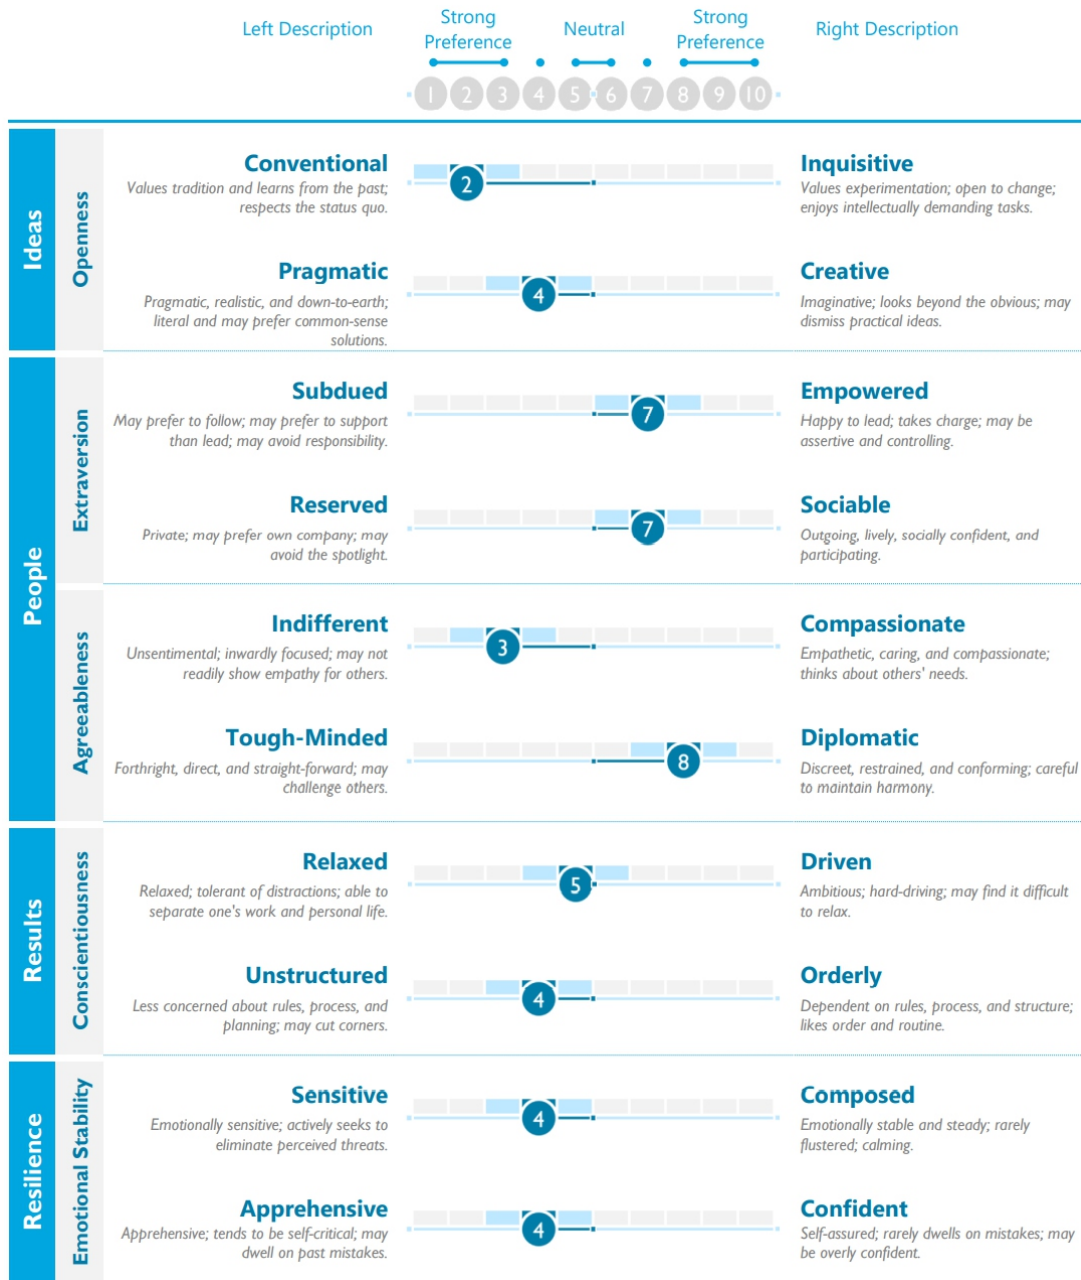 Left Description
Strong
Preference
Neutral
Strong
Preference
Right Description
1 2 3 4 5 6 7 8 9 10
Ideas
Openness
Conventional
Values tradition and learns from the past;
respects the status quo.
2
Inquisitive
Values experimentation; open to change;
enjoys intellectually demanding tasks.
Pragmatic
Pragmatic, realistic, and down-to-earth;
literal and may prefer common-sense
solutions.
4
Creative
Imaginative; looks beyond the obvious; may
dismiss practical ideas.
People
Extraversion
Subdued
May prefer to follow; may prefer to support
than lead; may avoid responsibility.
7
Empowered
Happy to lead; takes charge; may be
assertive and controlling.
Reserved
Private; may prefer own company; may
avoid the spotlight.
7
Sociable
Outgoing, lively, socially confident, and
participating.
Agreeableness
Indifferent
Unsentimental; inwardly focused; may not
readily show empathy for others.
3
Compassionate
Empathetic, caring, and compassionate;
thinks about others' needs.
Tough-Minded
Forthright, direct, and straight-forward; may
challenge others.
8
Diplomatic
Discreet, restrained, and conforming; careful
to maintain harmony.
Results
Conscientiousness
Relaxed
Relaxed; tolerant of distractions; able to
separate one's work and personal life.
5
Driven
Ambitious; hard-driving; may find it difficult
to relax.
Unstructured
Less concerned about rules, process, and
planning; may cut corners.
4
Orderly
Dependent on rules, process, and structure;
likes order and routine.
Resilience
Emotional Stability
Sensitive
Emotionally sensitive; actively seeks to
eliminate perceived threats.
4
Composed
Emotionally stable and steady; rarely
flustered; calming.
Apprehensive
Apprehensive; tends to be self-critical; may
dwell on past mistakes.
4
Confident
Self-assured; rarely dwells on mistakes; may
be overly confident.